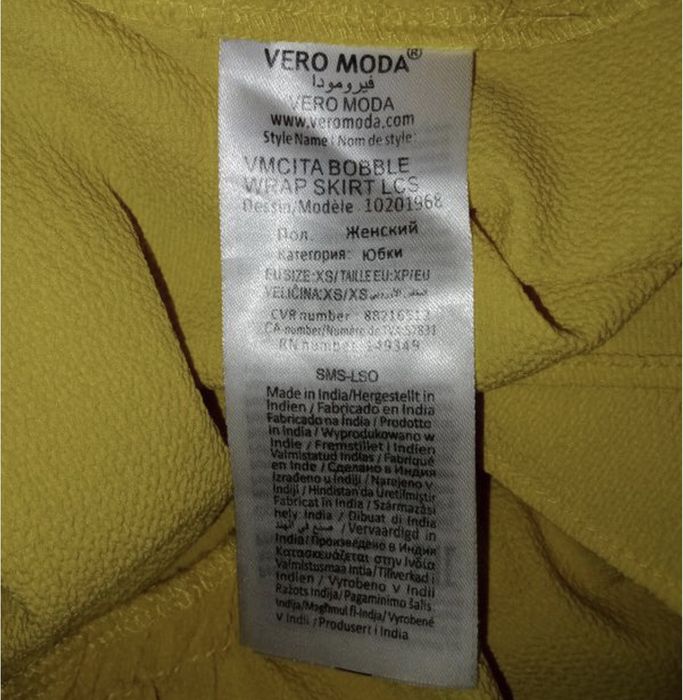 VERO MODA®
فيرومودا
VERO MODA
www.veromoda.com
Style Name / Nom de style:
VMCITA BOBBLE
WRAP SKIRT LCS
Dessin/Modèle 10201968
Пол. Женский
Категория: Юбки
EU SIZE:XS/TAILLE EU:XP/EU
VELIČINA:XS/XS
CVR number : 88216512
CA-number/Numéro de TVA:52831
RN number : 149349
SMS-LSO
Made in India/Hergestellt in
Indien / Fabricado en India
Fabricado na India / Prodotto
in India / Wyprodukowano w
Indie / Fremstillet i Indien
Valmistatud Indias / Fabriqué
en Inde / Сделано в Индия
Izrađeno u Indiji / Narejeno v
Indiji / Hindistan'da Üretilmiştir
Fabricat în India / Származási
hely: India / Dibuat di India
صنع في الهند / Vervaardigd in
India/Произведено в Индия
Κατασκευάζεται στην Ινδία
Valmistusmaa Intia/Tillverkad i
Indien / Vyrobeno v Indii
Ražots Indijā/ Pagaminimo šalis
Indija/Maghmul fl-Indja/ Vyrobené
v Indii / Produsert i India